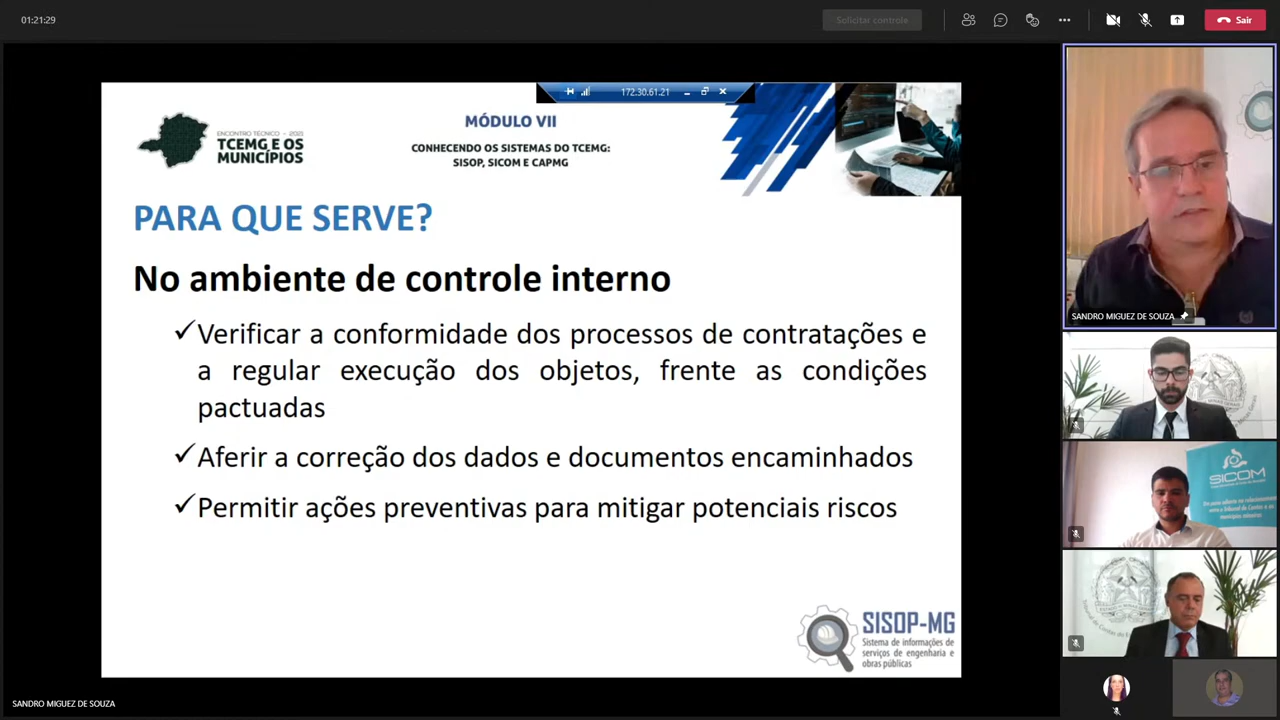 01:21:29
Solicitar controle
Sair
172.30.61.21
ENCONTRO TÉCNICO - 2021
TCEMG E OS
MUNICÍPIOS
MÓDULO VII
CONHECENDO OS SISTEMAS DO TCEMG:
SISOP, SICOM E CAPMG
PARA QUE SERVE?
No ambiente de controle interno
✓Verificar a conformidade dos processos de contratações e
a regular execução dos objetos, frente as condições
pactuadas
✓Aferir a correção dos dados e documentos encaminhados
✓Permitir ações preventivas para mitigar potenciais riscos
SISOP-MG
Sistema de informações de
serviços de engenharia e
obras públicas
SANDRO MIGUEZ DE SOUZA
SICOM
SANDRO MIGUEZ DE SOUZA